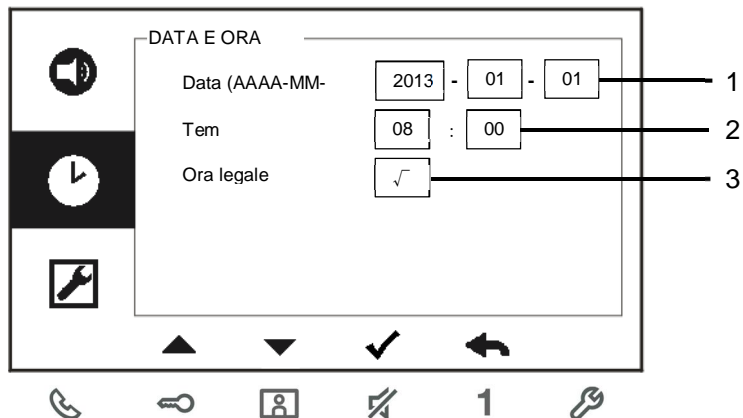 DATA E ORA
Data (AAAA-MM- 2013 - 01 - 01 1
Tem 08 : 00 2
Ora legale √ 3
1